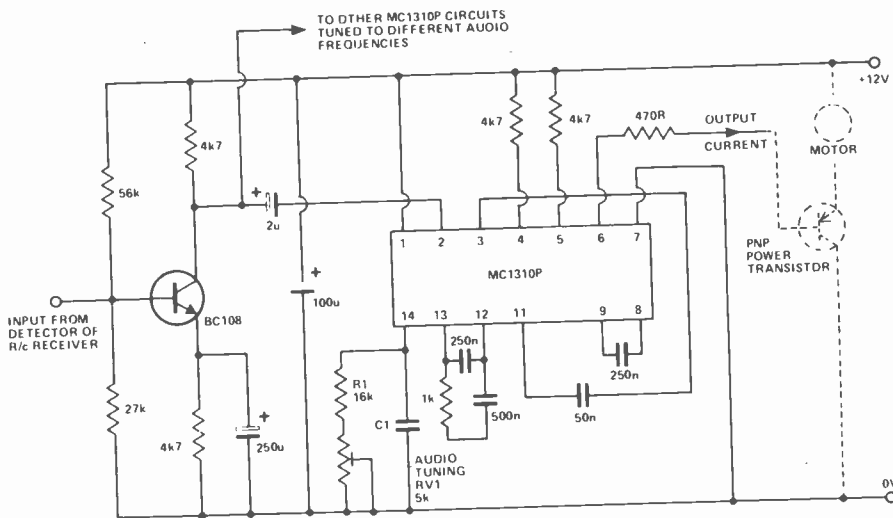 TO DTHER MC1310P CIRCUITS
TUNED TO DIFFERENT AUDIO
FREQUENCIES
+12V
4k7
4k7
4k7
470R
OUTPUT
CURRENT
MOTOR
56k
+
2u
1
2
3
4
5
6
7
MC1310P
PNP
POWER
TRANSISTDR
+
100u
BC108
INPUT FROM
DETECTOR OF
R/c RECEIVER
14
13
12
11
9
8
250n
250n
R1
16k
1k
500n
50n
C1
27k
4k7
+
250u
AUDIO
TUNING
RV1
5k
0V